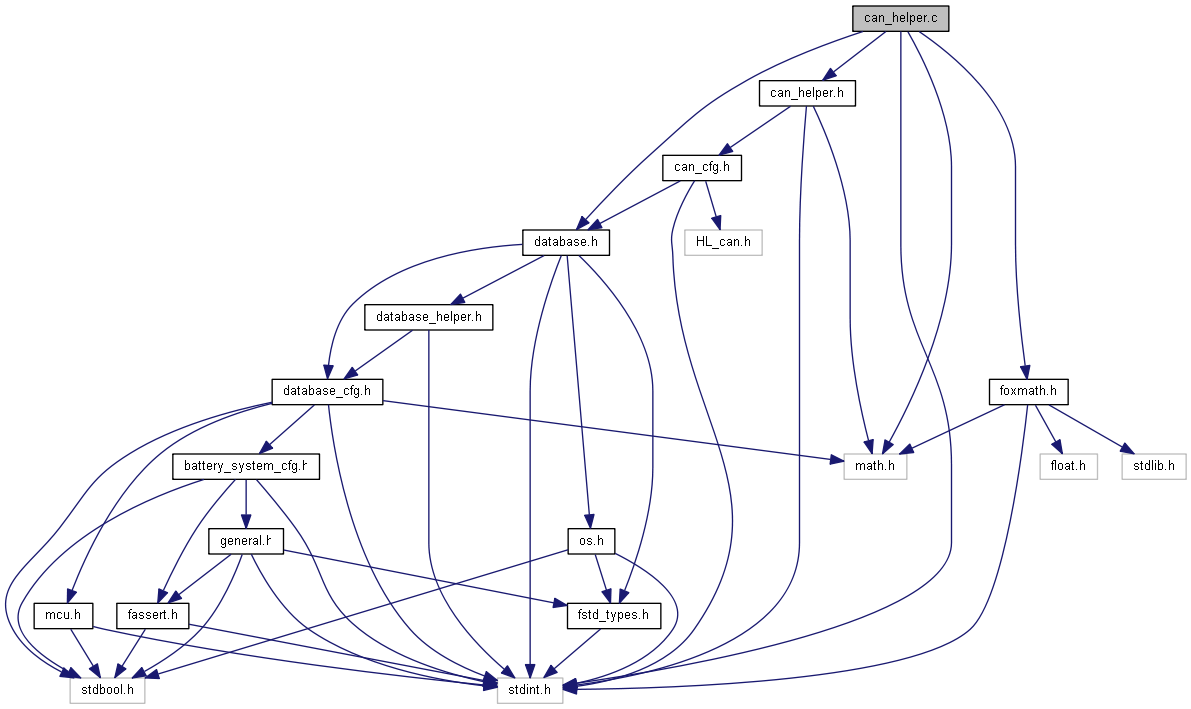 can_helper.c
can_helper.h
can_cfg.h
database.h
HL_can.h
database_helper.h
database_cfg.h
foxmath.h
battery_system_cfg.h
math.h
float.h
stdlib.h
general.h
os.h
mcu.h
fassert.h
fstd_types.h
stdbool.h
stdint.h